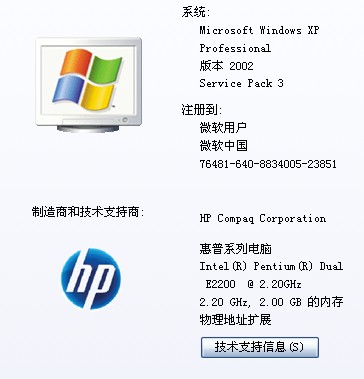 系统:
Microsoft Windows XP
Professional
版本 2002
Service Pack 3
注册到:
微软用户
微软中国
76481-640-8834005-23851
制造商和技术支持商:
HP Compaq Corporation
hp
惠普系列电脑
Intel(R) Pentium(R) Dual
E2200 @ 2.20GHz
2.20 GHz, 2.00 GB 的内存
物理地址扩展
技术支持信息(S)